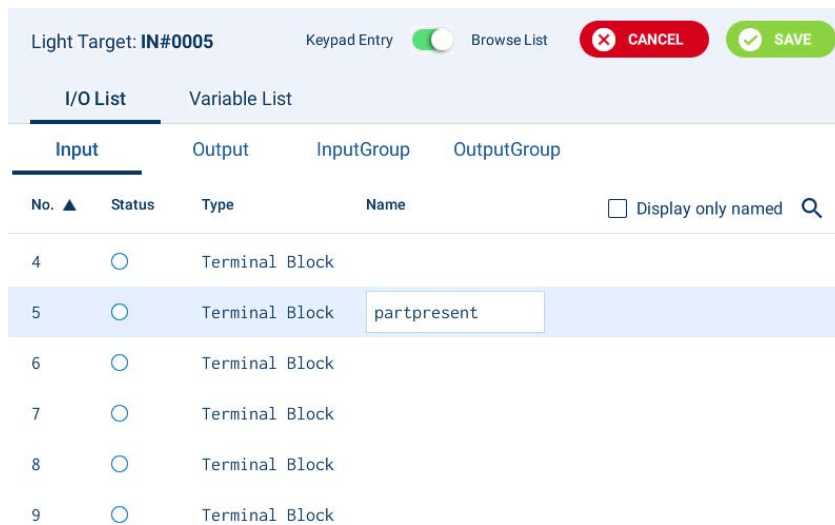 Light Target: IN#0005 Keypad Entry Browse List CANCEL SAVE
I/O List Variable List
Input Output InputGroup OutputGroup
No. ▲ Status Type Name Display only named
4 Terminal Block
5 Terminal Block partpresent
6 Terminal Block
7 Terminal Block
8 Terminal Block
9 Terminal Block